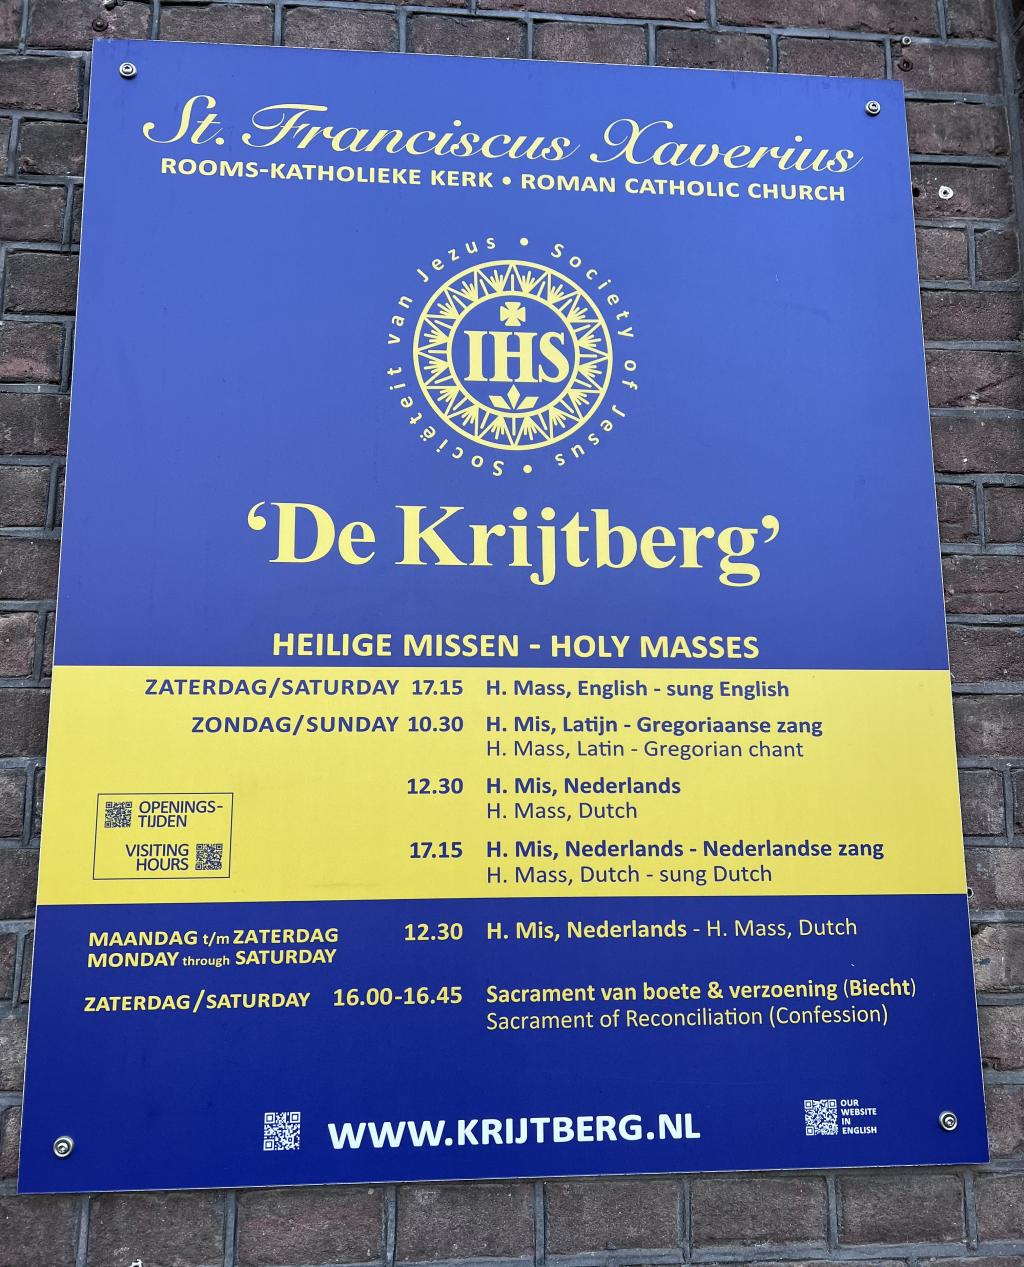 St. Franciscus Xaverius
ROOMS-KATHOLIEKE KERK • ROMAN CATHOLIC CHURCH
Sociëteit van Jezus • Society of Jesus •
IHS
‘De Krijtberg’
HEILIGE MISSEN - HOLY MASSES
ZATERDAG/SATURDAY 17.15 H. Mass, English - sung English
ZONDAG/SUNDAY 10.30 H. Mis, Latijn - Gregoriaanse zang
H. Mass, Latin - Gregorian chant
12.30 H. Mis, Nederlands
H. Mass, Dutch
17.15 H. Mis, Nederlands - Nederlandse zang
H. Mass, Dutch - sung Dutch
OPENINGS-
TIJDEN
VISITING
HOURS
MAANDAG t/m ZATERDAG 12.30 H. Mis, Nederlands - H. Mass, Dutch
MONDAY through SATURDAY
ZATERDAG/SATURDAY 16.00-16.45 Sacrament van boete & verzoening (Biecht)
Sacrament of Reconciliation (Confession)
WWW.KRIJTBERG.NL
OUR
WEBSITE
IN
ENGLISH